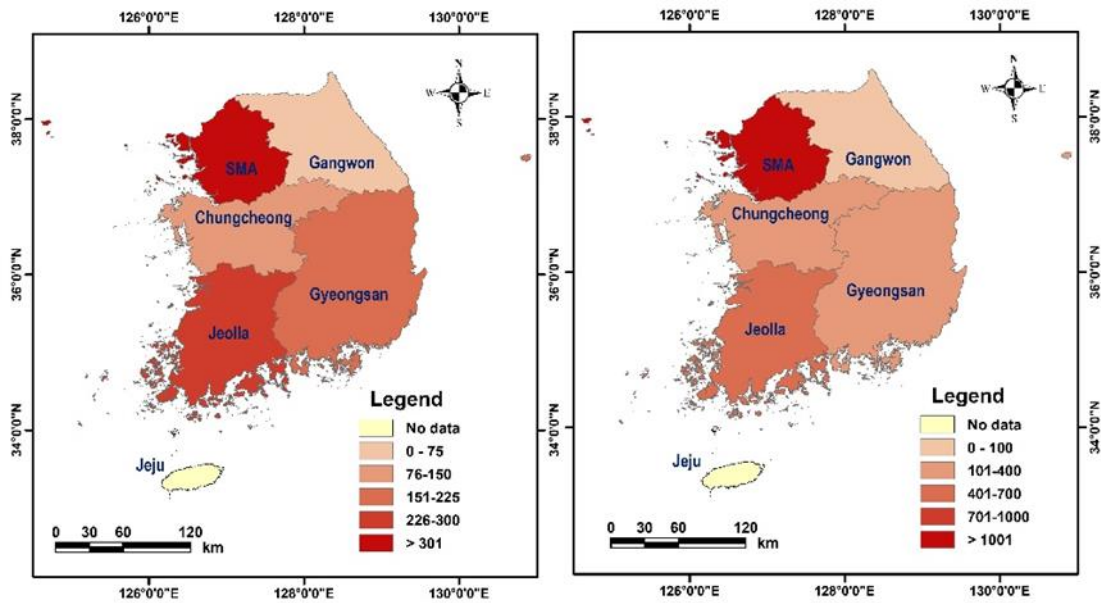 126°0'0"E 128°0'0"E 130°0'0"E
38°0'0"N
36°0'0"N
34°0'0"N
N
W E
S
SMA
Gangwon
Chungcheong
Gyeongsan
Jeolla
Jeju
Legend
No data
0 - 75
76-150
151-225
226-300
> 301
0 30 60 120
km
126°0'0"E 128°0'0"E 130°0'0"E
126°0'0"E 128°0'0"E 130°0'0"E
38°0'0"N
36°0'0"N
34°0'0"N
N
W E
S
SMA
Gangwon
Chungcheong
Gyeongsan
Jeolla
Jeju
Legend
No data
0 - 100
101-400
401-700
701-1000
> 1001
0 30 60 120
km
126°0'0"E 128°0'0"E 130°0'0"E